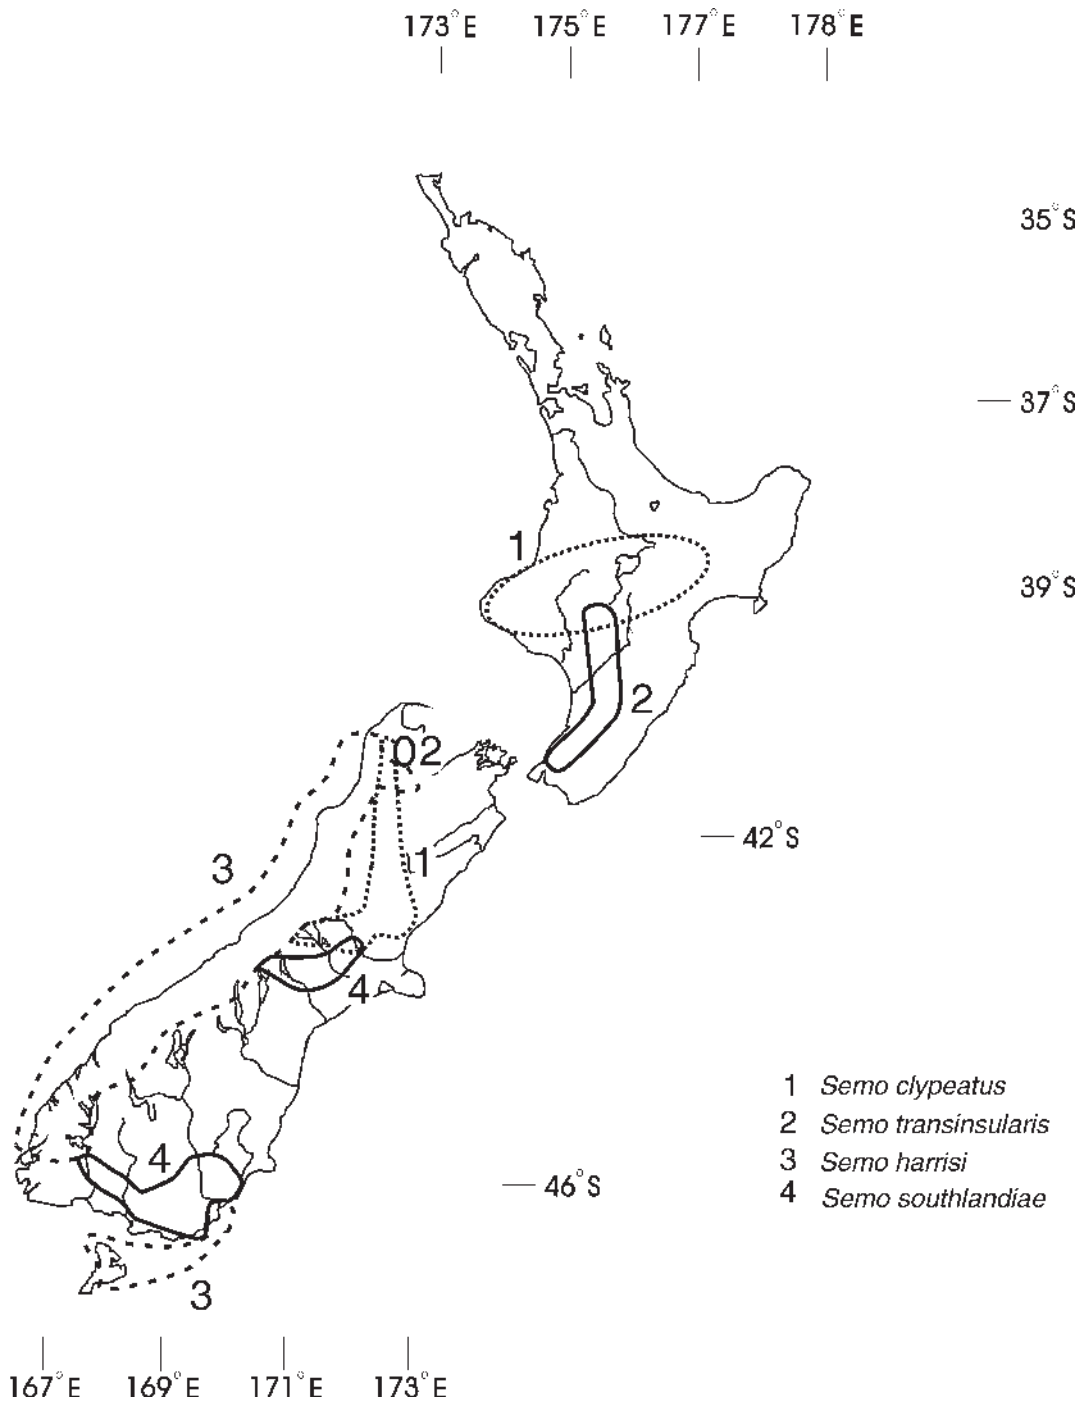 173°E 175°E 177°E 178°E
35°S
37°S
1
39°S
2
02
42°S
3
1
4
1 Semo clypeatus
2 Semo transinsularis
4
3 Semo harrisi
46°S
4 Semo southlandiae
3
167°E 169°E 171°E 173°E